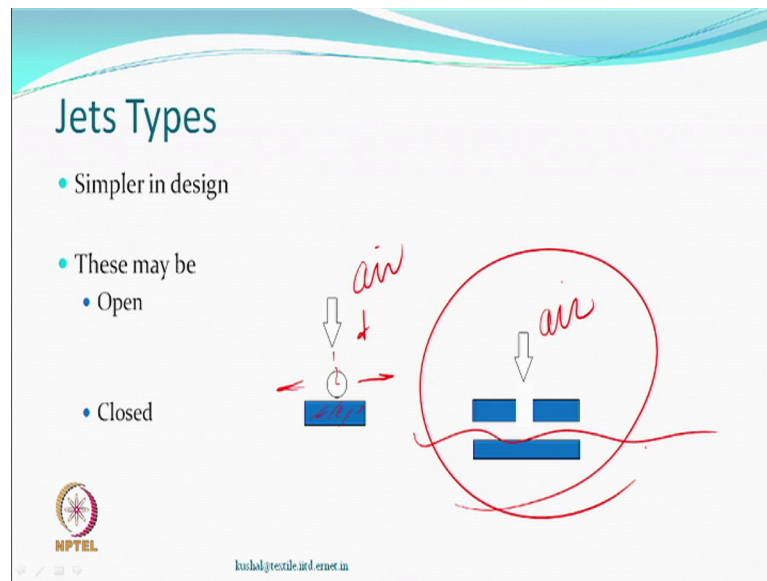 Jets Types
Simpler in design
These may be
Open
air
air
Closed
NPTEL
kushal@textile.iitd.ernet.in